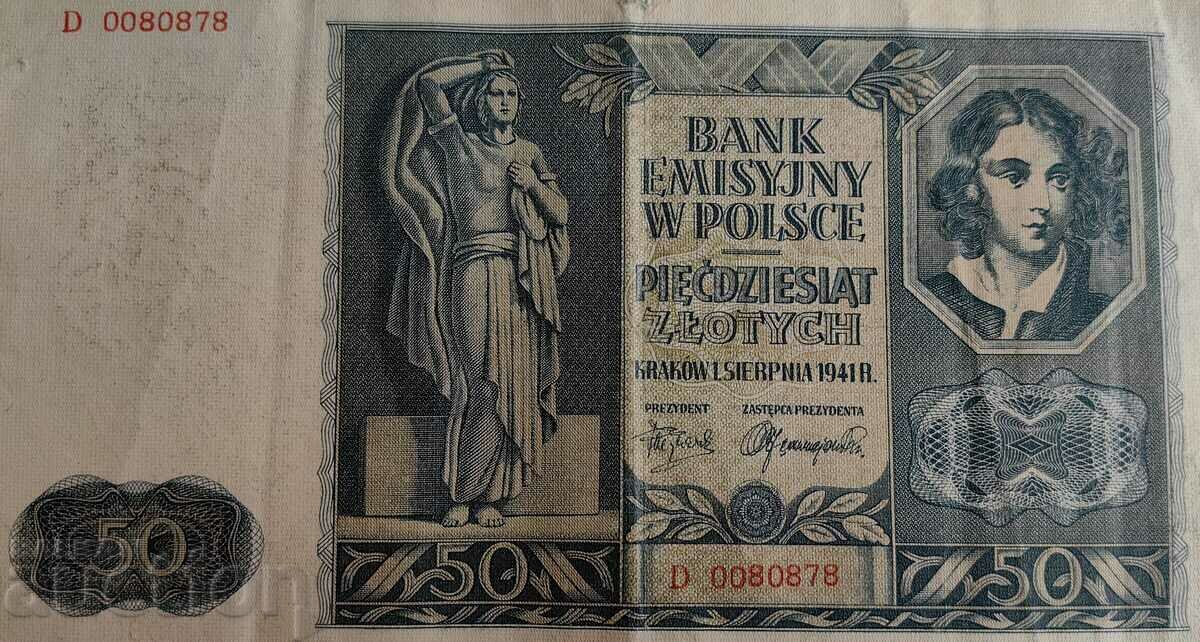 D 0080878
BANK
EMISYJNY
W POLSCE
PIĘĆDZIESIĄT
ZŁOTYCH
KRAKÓW 1. SIERPNIA 1941 R.
PREZYDENT ZASTĘPCA PREZYDENTA
50
50
D 0080878
50